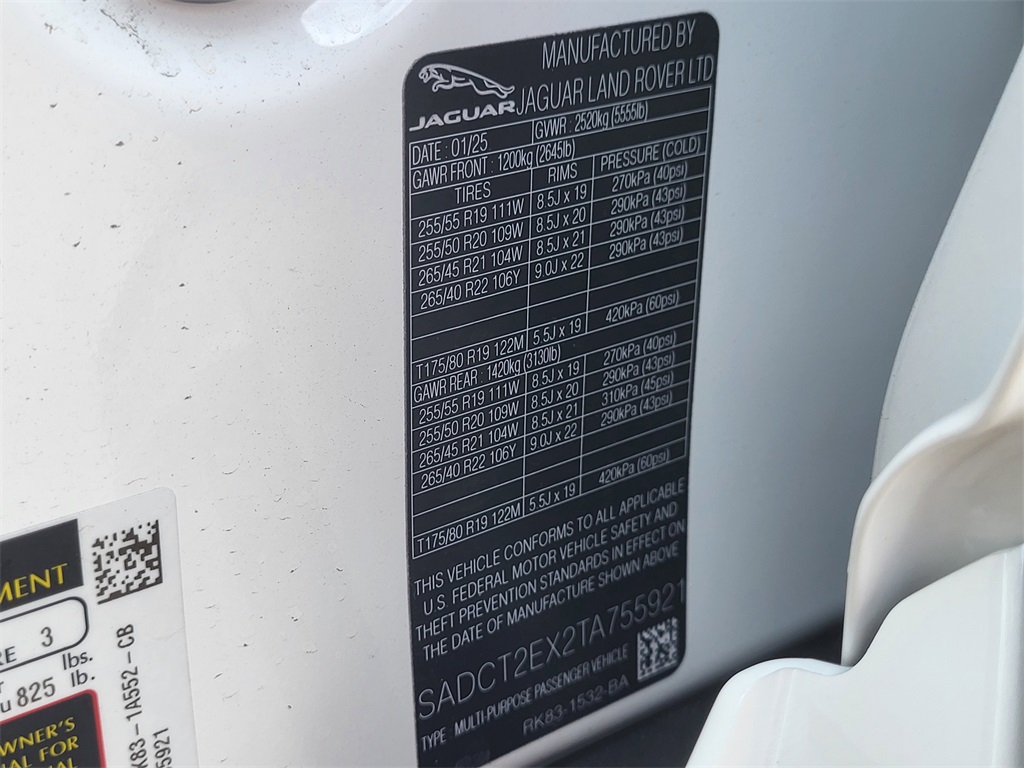 MANUFACTURED BY
JAGUAR JAGUAR LAND ROVER LTD
DATE : 01/25 GVWR : 2520kg (5555lb)
GAWR FRONT : 1200kg (2645lb)
TIRES RIMS PRESSURE (COLD)
255/55 R19 111W 8.5J x 19 270kPa (40psi)
255/50 R20 109W 8.5J x 20 290kPa (43psi)
265/45 R21 104W 8.5J x 21 290kPa (43psi)
265/40 R22 106Y 9.0J x 22 290kPa (43psi)
T175/80 R19 122M 5.5J x 19 420kPa (60psi)
GAWR REAR : 1420kg (3130lb)
255/55 R19 111W 8.5J x 19 270kPa (40psi)
255/50 R20 109W 8.5J x 20 290kPa (43psi)
265/45 R21 104W 8.5J x 21 310kPa (45psi)
265/40 R22 106Y 9.0J x 22 290kPa (43psi)
T175/80 R19 122M 5.5J x 19 420kPa (60psi)
THIS VEHICLE CONFORMS TO ALL APPLICABLE
U.S. FEDERAL MOTOR VEHICLE SAFETY AND
THEFT PREVENTION STANDARDS IN EFFECT ON
THE DATE OF MANUFACTURE SHOWN ABOVE
SADCT2EX2TA755921
TYPE : MULTI-PURPOSE PASSENGER VEHICLE
RK83-1532-BA
MENT
RE 3
lbs.
u 825 lb.
WNER'S
AL FOR
NAL
K83-1A552-CB
5921